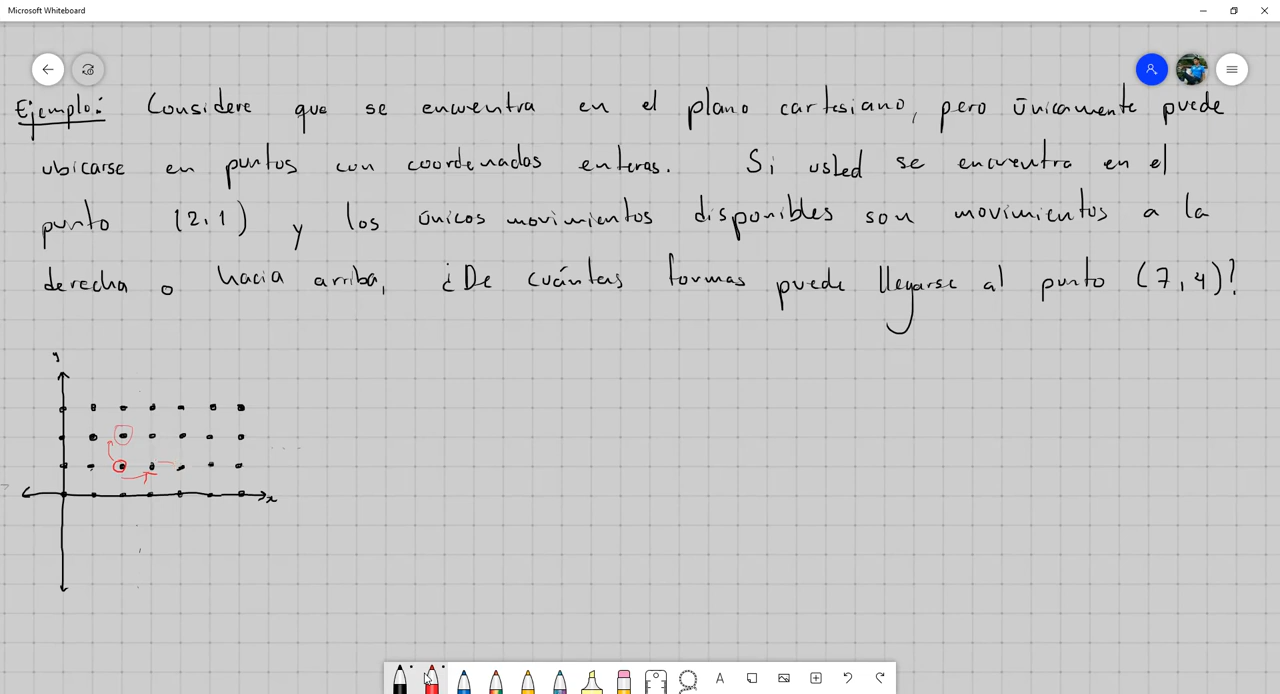 Microsoft Whiteboard
Ejemplo: Considere que se encuentra en el plano cartesiano, pero únicamente puede
ubicarse en puntos con coordenadas enteras. Si usted se encuentra en el
punto (2,1) y los únicos movimientos disponibles son movimientos a la
derecha o hacia arriba, ¿De cuántas formas puede llegarse al punto (7,4)?
y
x
A